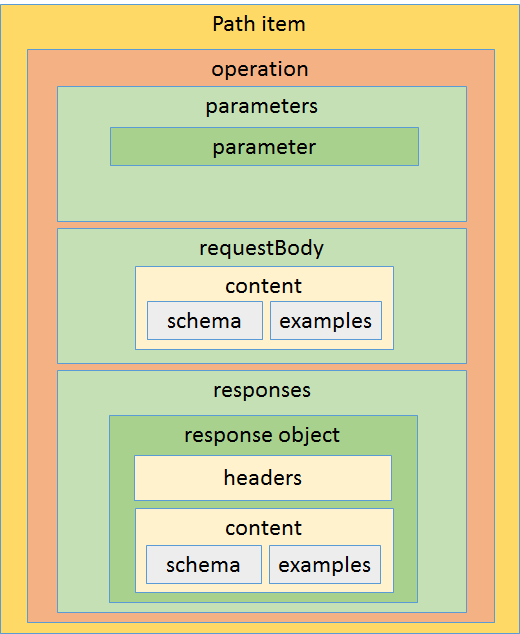 Path item
operation
parameters
parameter
requestBody
content
schema examples
responses
response object
headers
content
schema examples